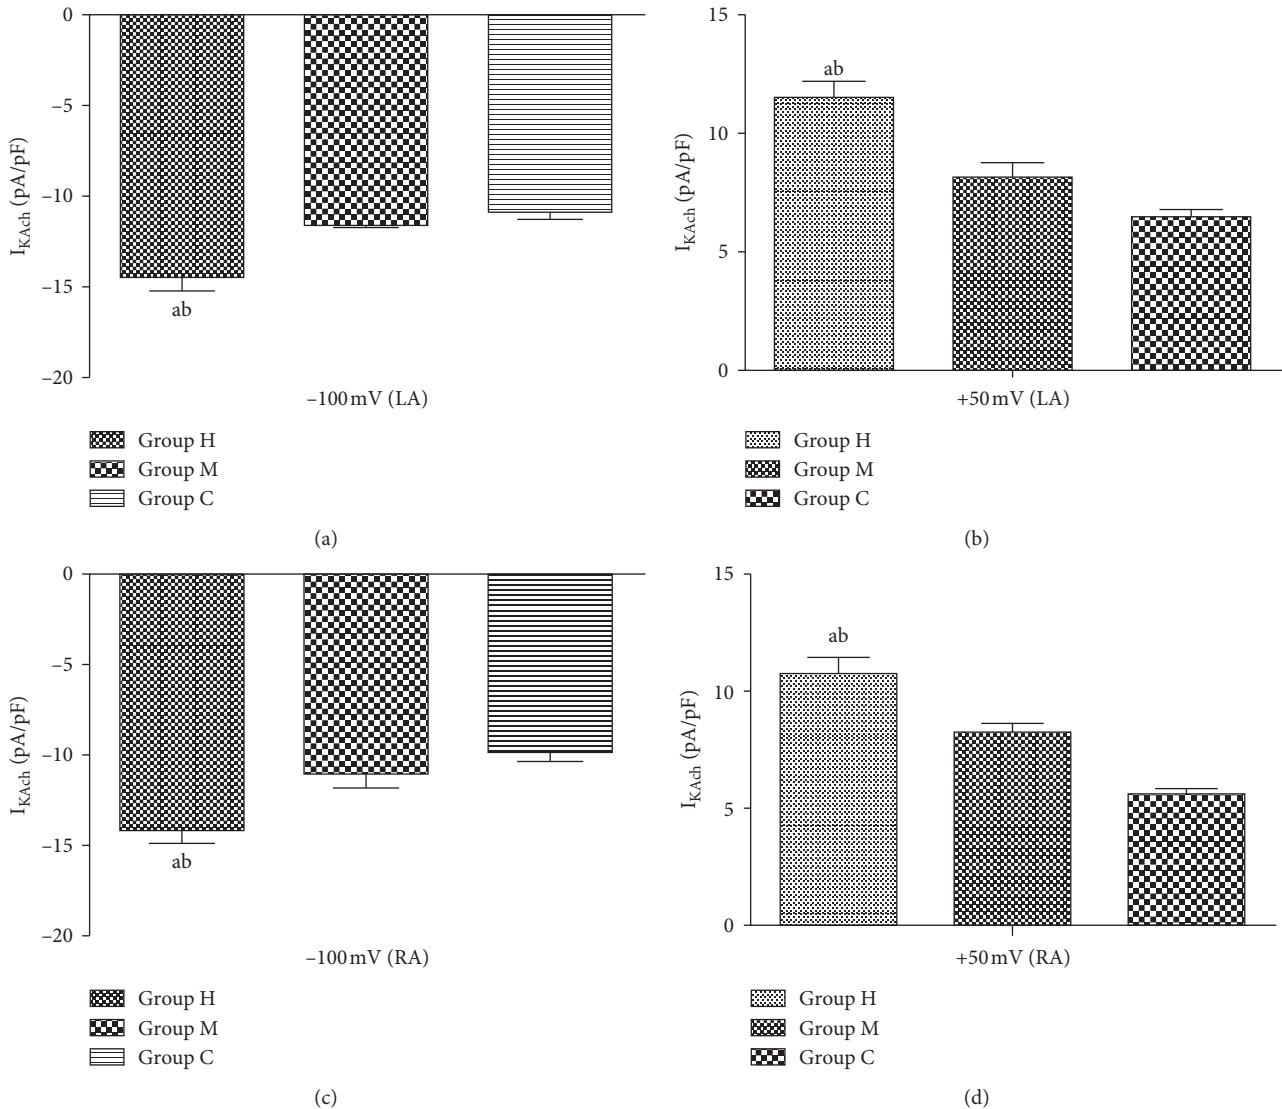 0
–5
–10
–15
–20
I_KAch (pA/pF)
ab
–100 mV (LA)
Group H
Group M
Group C
(a)
15
10
5
0
I_KAch (pA/pF)
ab
+50 mV (LA)
Group H
Group M
Group C
(b)
0
–5
–10
–15
–20
I_KAch (pA/pF)
ab
–100 mV (RA)
Group H
Group M
Group C
(c)
15
10
5
0
I_KAch (pA/pF)
ab
+50 mV (RA)
Group H
Group M
Group C
(d)